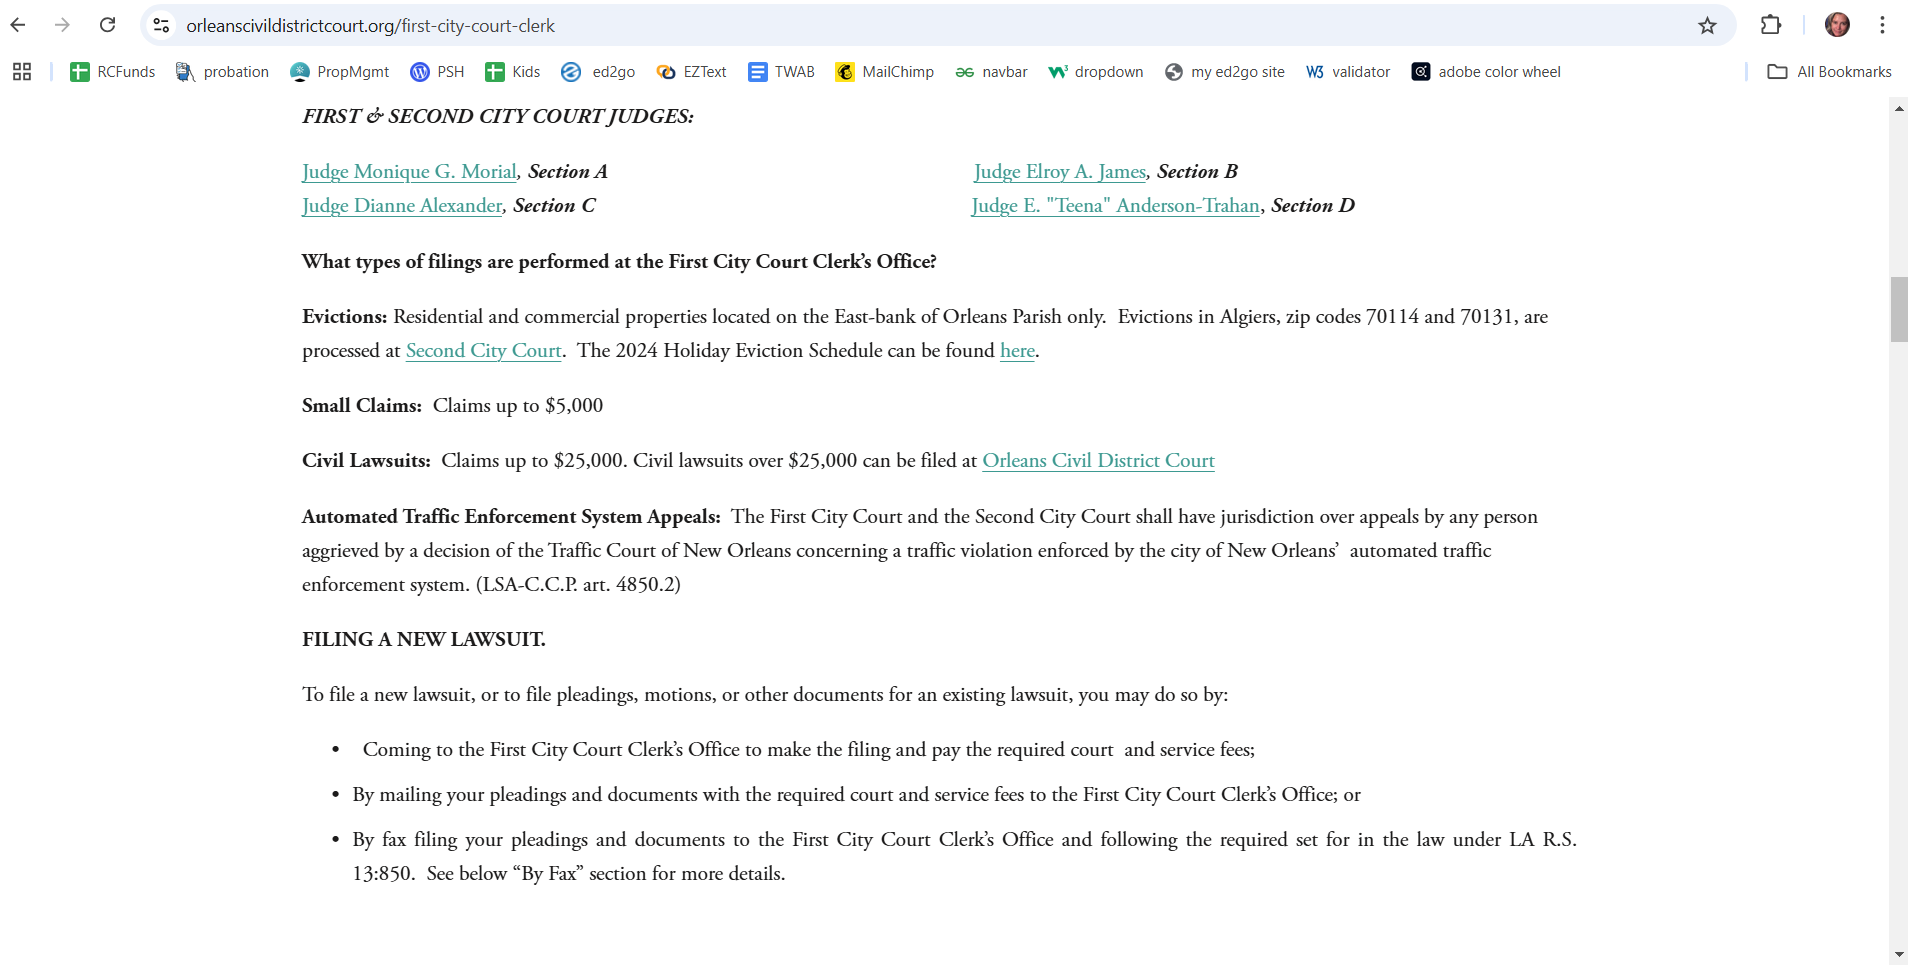 orleanscivildistrictcourt.org/first-city-court-clerk
RCFunds probation PropMgmt PSH Kids ed2go EZText TWAB MailChimp navbar dropdown my ed2go site validator adobe color wheel All Bookmarks
FIRST & SECOND CITY COURT JUDGES:
Judge Monique G. Morial, Section A Judge Elroy A. James, Section B
Judge Dianne Alexander, Section C Judge E. "Teena" Anderson-Trahan, Section D
What types of filings are performed at the First City Court Clerk’s Office?
Evictions: Residential and commercial properties located on the East-bank of Orleans Parish only. Evictions in Algiers, zip codes 70114 and 70131, are
processed at Second City Court. The 2024 Holiday Eviction Schedule can be found here.
Small Claims: Claims up to $5,000
Civil Lawsuits: Claims up to $25,000. Civil lawsuits over $25,000 can be filed at Orleans Civil District Court
Automated Traffic Enforcement System Appeals: The First City Court and the Second City Court shall have jurisdiction over appeals by any person
aggrieved by a decision of the Traffic Court of New Orleans concerning a traffic violation enforced by the city of New Orleans’ automated traffic
enforcement system. (LSA-C.C.P. art. 4850.2)
FILING A NEW LAWSUIT.
To file a new lawsuit, or to file pleadings, motions, or other documents for an existing lawsuit, you may do so by:
• Coming to the First City Court Clerk’s Office to make the filing and pay the required court and service fees;
• By mailing your pleadings and documents with the required court and service fees to the First City Court Clerk’s Office; or
• By fax filing your pleadings and documents to the First City Court Clerk’s Office and following the required set for in the law under LA R.S.
13:850. See below “By Fax” section for more details.